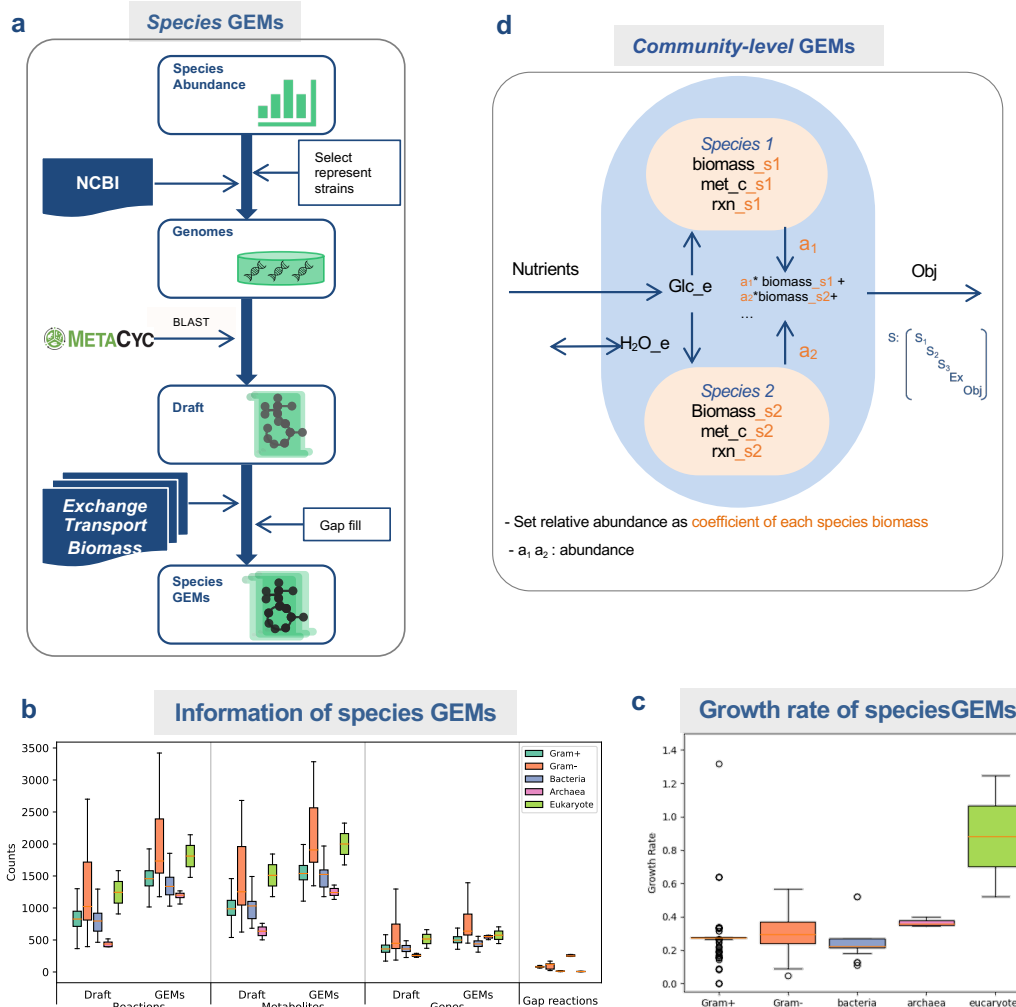 a
Species GEMs
Species
Abundance
Select
represent
strains
NCBI
Genomes
METACYC
BLAST
Draft
Exchange
Transport
Biomass
Gap fill
Species
GEMs
d
Community-level GEMs
Species 1
biomass_s1
met_c_s1
rxn_s1
a1
Nutrients
Glc_e
a1* biomass_s1 +
a2*biomass_s2+
...
Obj
H2O_e
a2
S: S1
S2
S3
Ex
Obj
Species 2
Biomass_s2
met_c_s2
rxn_s2
- Set relative abundance as coefficient of each species biomass
- a1 a2 : abundance
b
Information of species GEMs
3500
3000
2500
2000
1500
1000
500
0
Counts
Gram+
Gram-
Bacteria
Archaea
Eukaryote
Draft GEMs Draft GEMs Draft GEMs Gap reactions
Reactions Metabolites Genes
c
Growth rate of speciesGEMs
1.4
1.2
1.0
0.8
0.6
0.4
0.2
0.0
Growth Rate
Gram+ Gram- bacteria archaea eucaryote